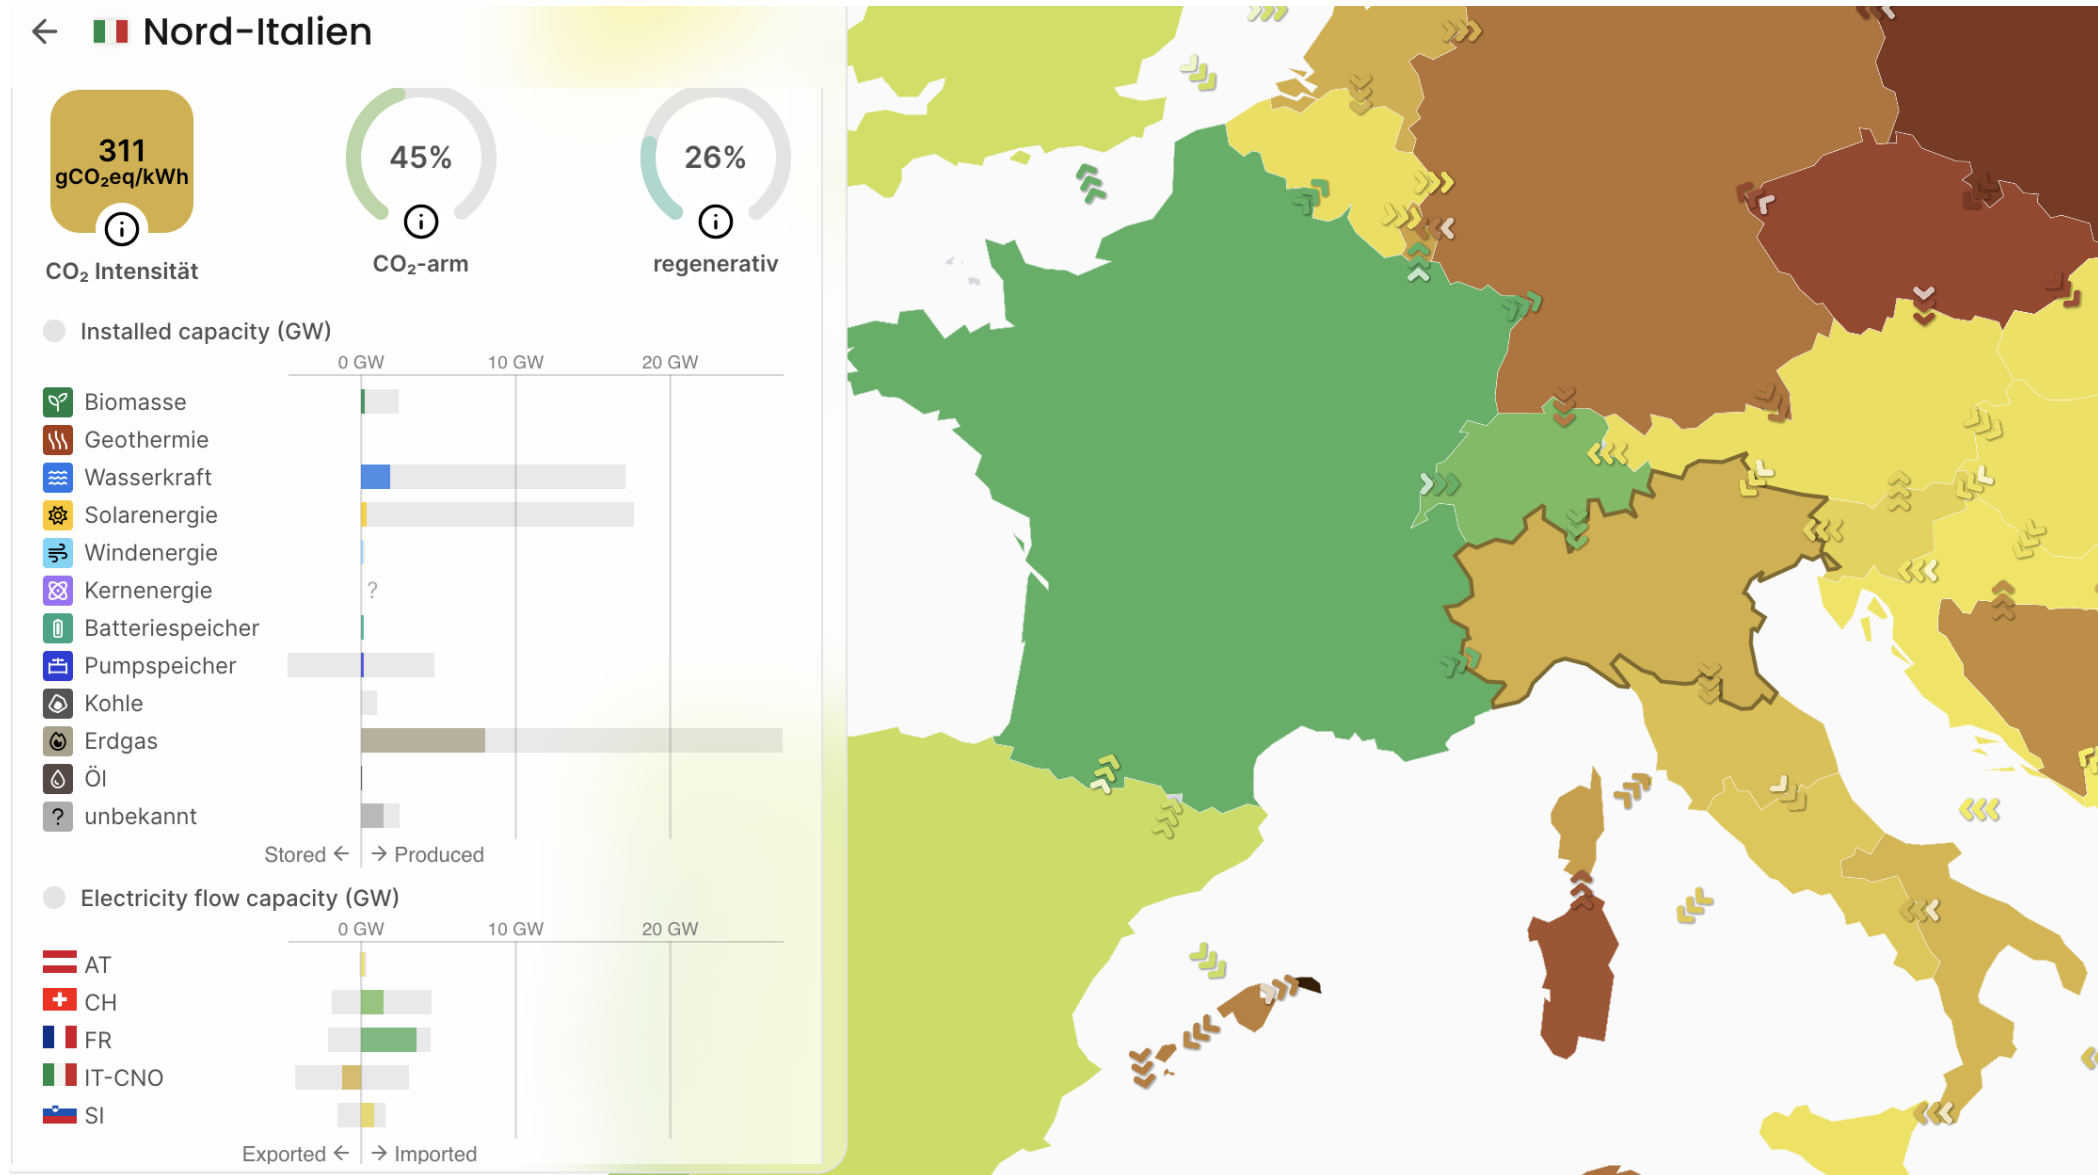 Nord-Italien
311
gCO₂eq/kWh
CO₂ Intensität
45%
CO₂-arm
26%
regenerativ
Installed capacity (GW)
0 GW 10 GW 20 GW
Biomasse
Geothermie
Wasserkraft
Solarenergie
Windenergie
Kernenergie ?
Batteriespeicher
Pumpspeicher
Kohle
Erdgas
Öl
? unbekannt
Stored ← → Produced
Electricity flow capacity (GW)
0 GW 10 GW 20 GW
AT
CH
FR
IT-CNO
SI
Exported ← → Imported